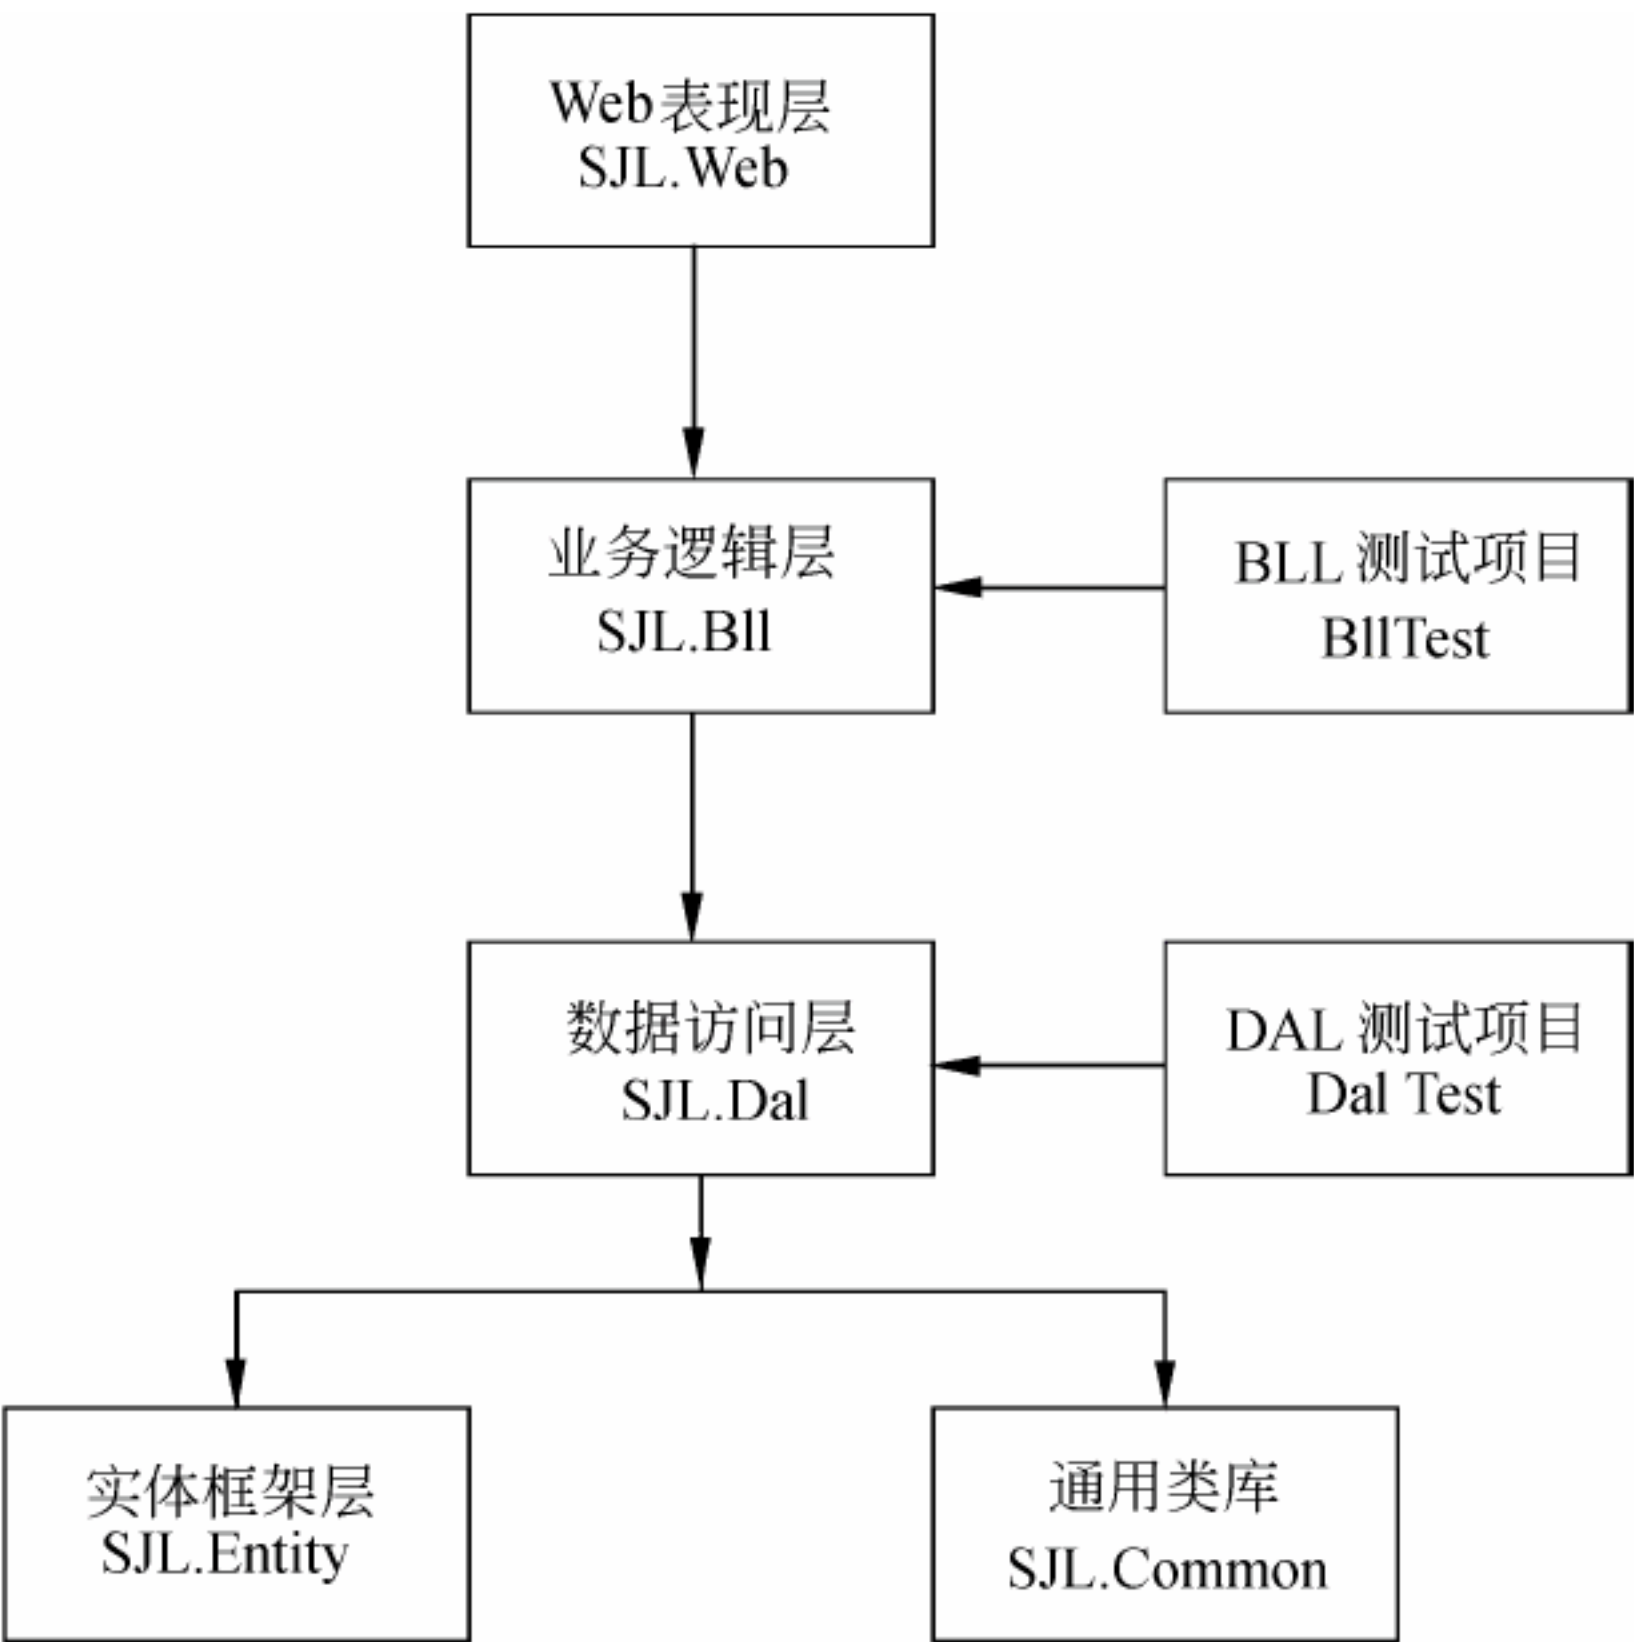 Web表现层
SJL.Web
业务逻辑层
SJL.Bll
BLL 测试项目
BllTest
数据访问层
SJL.Dal
DAL 测试项目
Dal Test
实体框架层
SJL.Entity
通用类库
SJL.Common